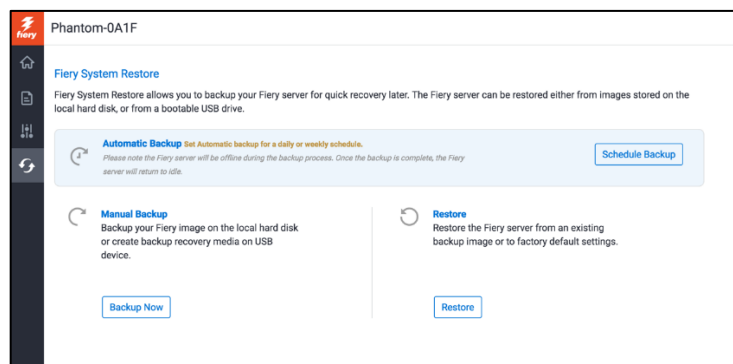 fiery
Phantom-0A1F
Fiery System Restore
Fiery System Restore allows you to backup your Fiery server for quick recovery later. The Fiery server can be restored either from images stored on the
local hard disk, or from a bootable USB drive.
Automatic Backup Set Automatic backup for a daily or weekly schedule.
Please note the Fiery server will be offline during the backup process. Once the backup is complete, the Fiery
server will return to idle.
Schedule Backup
Manual Backup
Backup your Fiery image on the local hard disk
or create backup recovery media on USB
device.
Backup Now
Restore
Restore the Fiery server from an existing
backup image or to factory default settings.
Restore